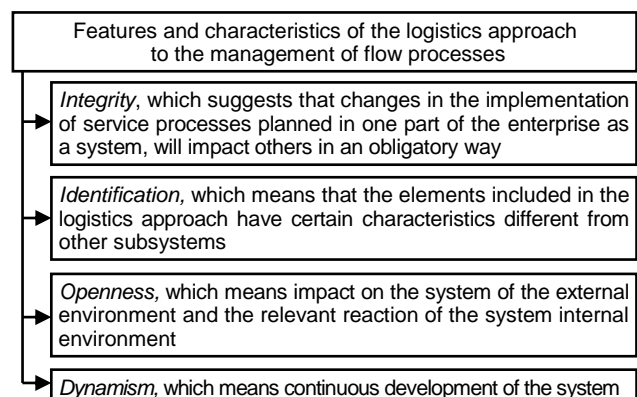 Features and characteristics of the logistics approach
to the management of flow processes
Integrity, which suggests that changes in the implementation
of service processes planned in one part of the enterprise as
a system, will impact others in an obligatory way
Identification, which means that the elements included in the
logistics approach have certain characteristics different from
other subsystems
Openness, which means impact on the system of the external
environment and the relevant reaction of the system internal
environment
Dynamism, which means continuous development of the system